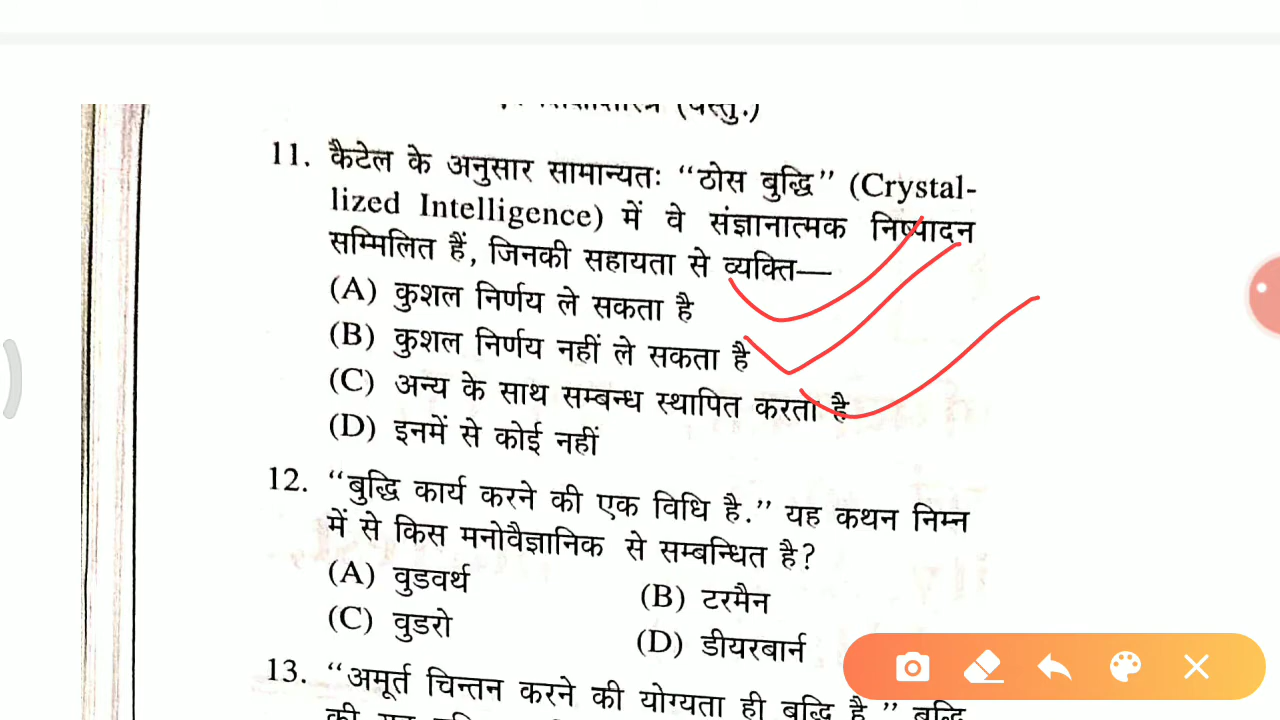 (वस्तु.)
11. कैटेल के अनुसार सामान्यतः “ठोस बुद्धि” (Crystal-
lized Intelligence) में वे संज्ञानात्मक निष्पादन
सम्मिलित हैं, जिनकी सहायता से व्यक्ति—
(A) कुशल निर्णय ले सकता है
(B) कुशल निर्णय नहीं ले सकता है
(C) अन्य के साथ सम्बन्ध स्थापित करता है
(D) इनमें से कोई नहीं
12. “बुद्धि कार्य करने की एक विधि है.” यह कथन निम्न
में से किस मनोवैज्ञानिक से सम्बन्धित है?
(A) वुडवर्थ (B) टरमैन
(C) वुडरो (D) डीयरबार्न
13. “अमूर्त चिन्तन करने की योग्यता ही बुद्धि है.” बुद्धि
की यह